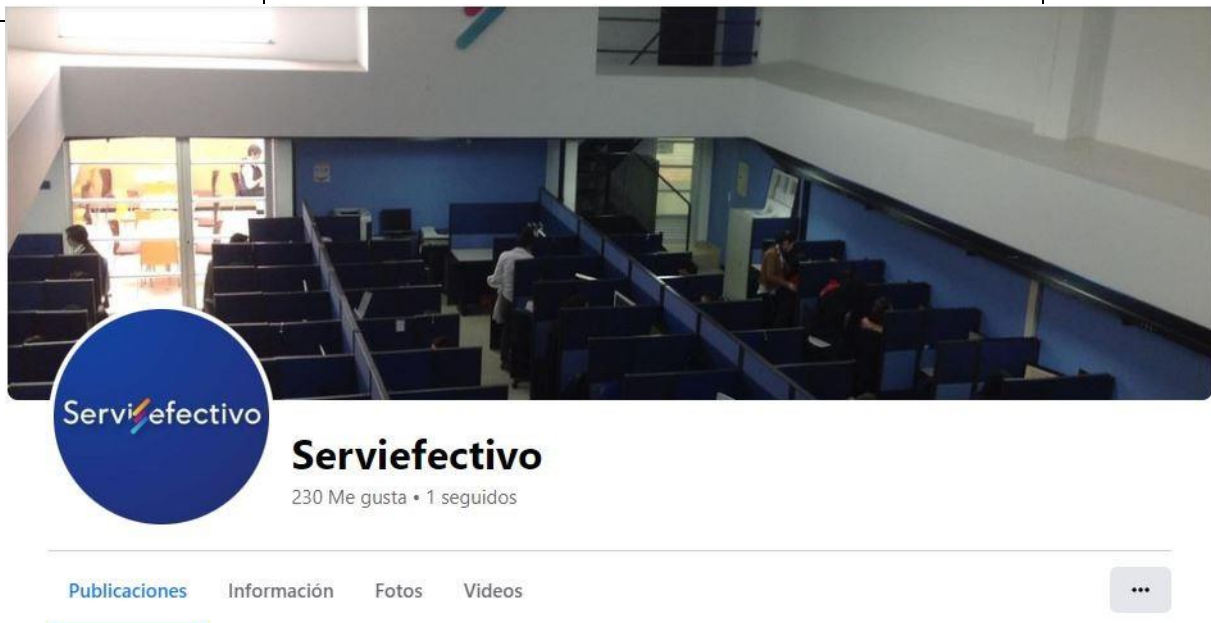 Serviefectivo
Serviefectivo
230 Me gusta • 1 seguidos
Publicaciones Información Fotos Videos